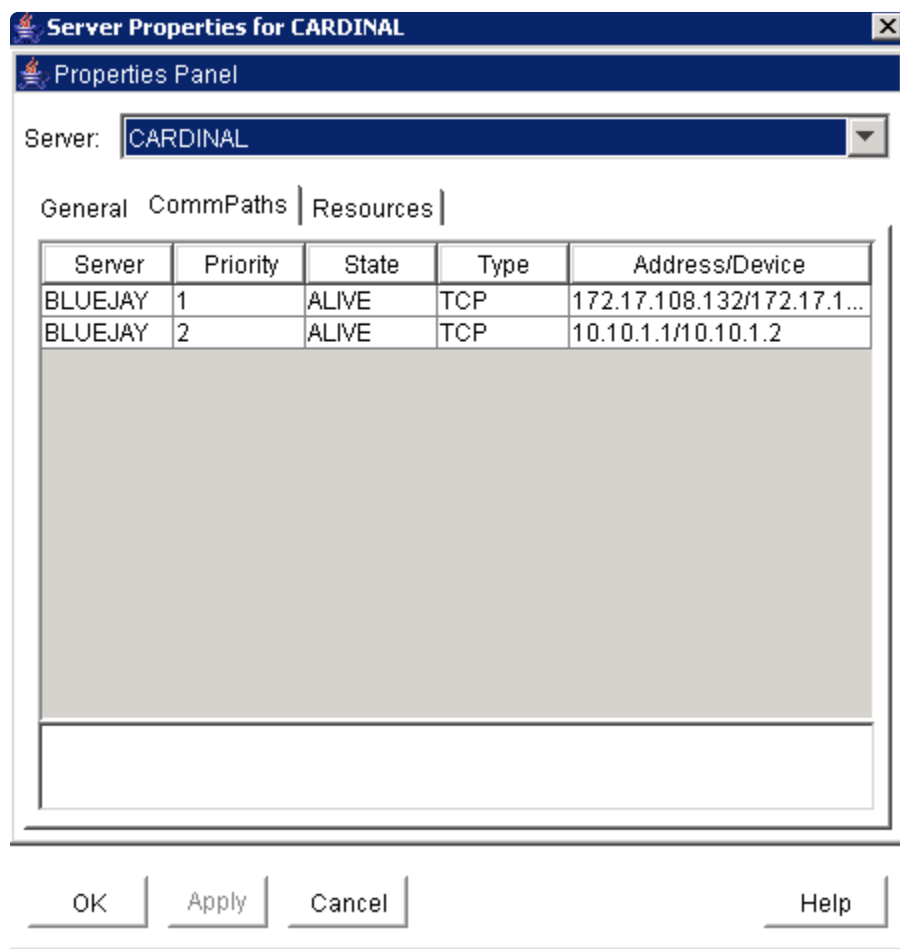 Server Properties for CARDINAL
Properties Panel
Server: CARDINAL
General CommPaths Resources
Server Priority State Type Address/Device
BLUEJAY 1 ALIVE TCP 172.17.108.132/172.17.1...
BLUEJAY 2 ALIVE TCP 10.10.1.1/10.10.1.2
OK Apply Cancel Help